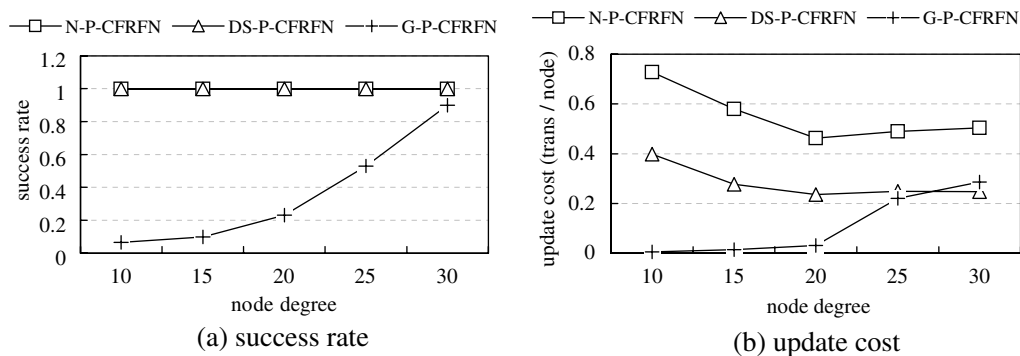 N-P-CFRFN DS-P-CFRFN G-P-CFRFN
1.2
1
0.8
0.6
0.4
0.2
0
success rate
10 15 20 25 30
node degree
(a) success rate
N-P-CFRFN DS-P-CFRFN G-P-CFRFN
0.8
0.6
0.4
0.2
0
update cost (trans / node)
10 15 20 25 30
node degree
(b) update cost